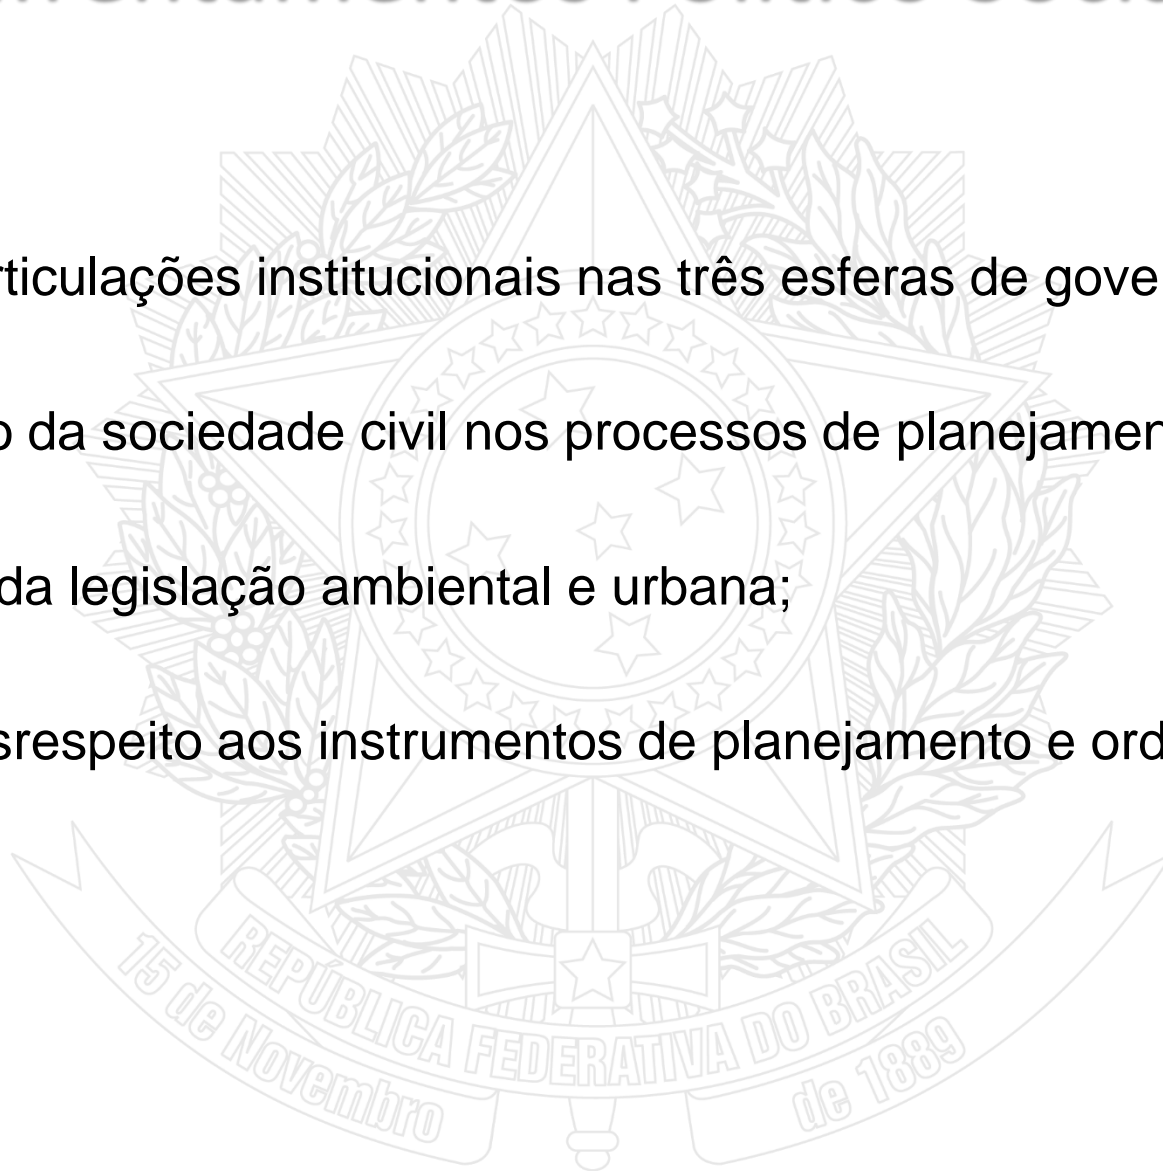 rticulações institucionais nas três esferas de gove
o da sociedade civil nos processos de planejamen
da legislação ambiental e urbana;
srespeito aos instrumentos de planejamento e ord
REPÚBLICA FEDERATIVA DO BRASIL
15 de Novembro de 1889